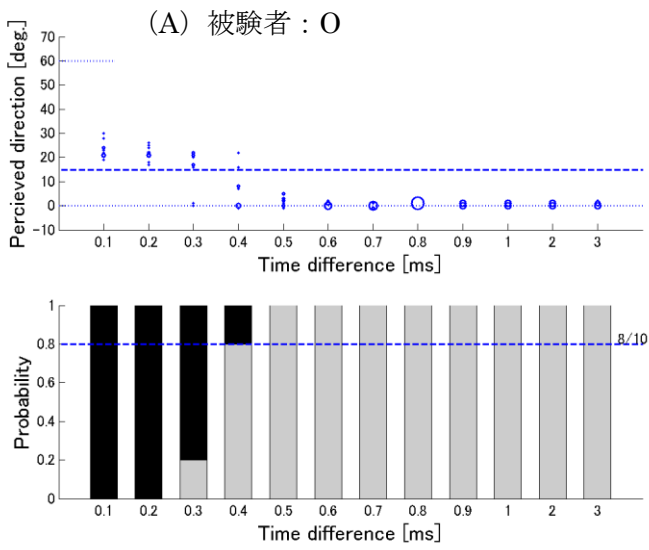 (A) 被験者：O
Percieved direction [deg.]
70
60
50
40
30
20
10
0
-10
0.1 0.2 0.3 0.4 0.5 0.6 0.7 0.8 0.9 1 2 3
Time difference [ms]
Probability
1
0.8
0.6
0.4
0.2
0
8/10
0.1 0.2 0.3 0.4 0.5 0.6 0.7 0.8 0.9 1 2 3
Time difference [ms]